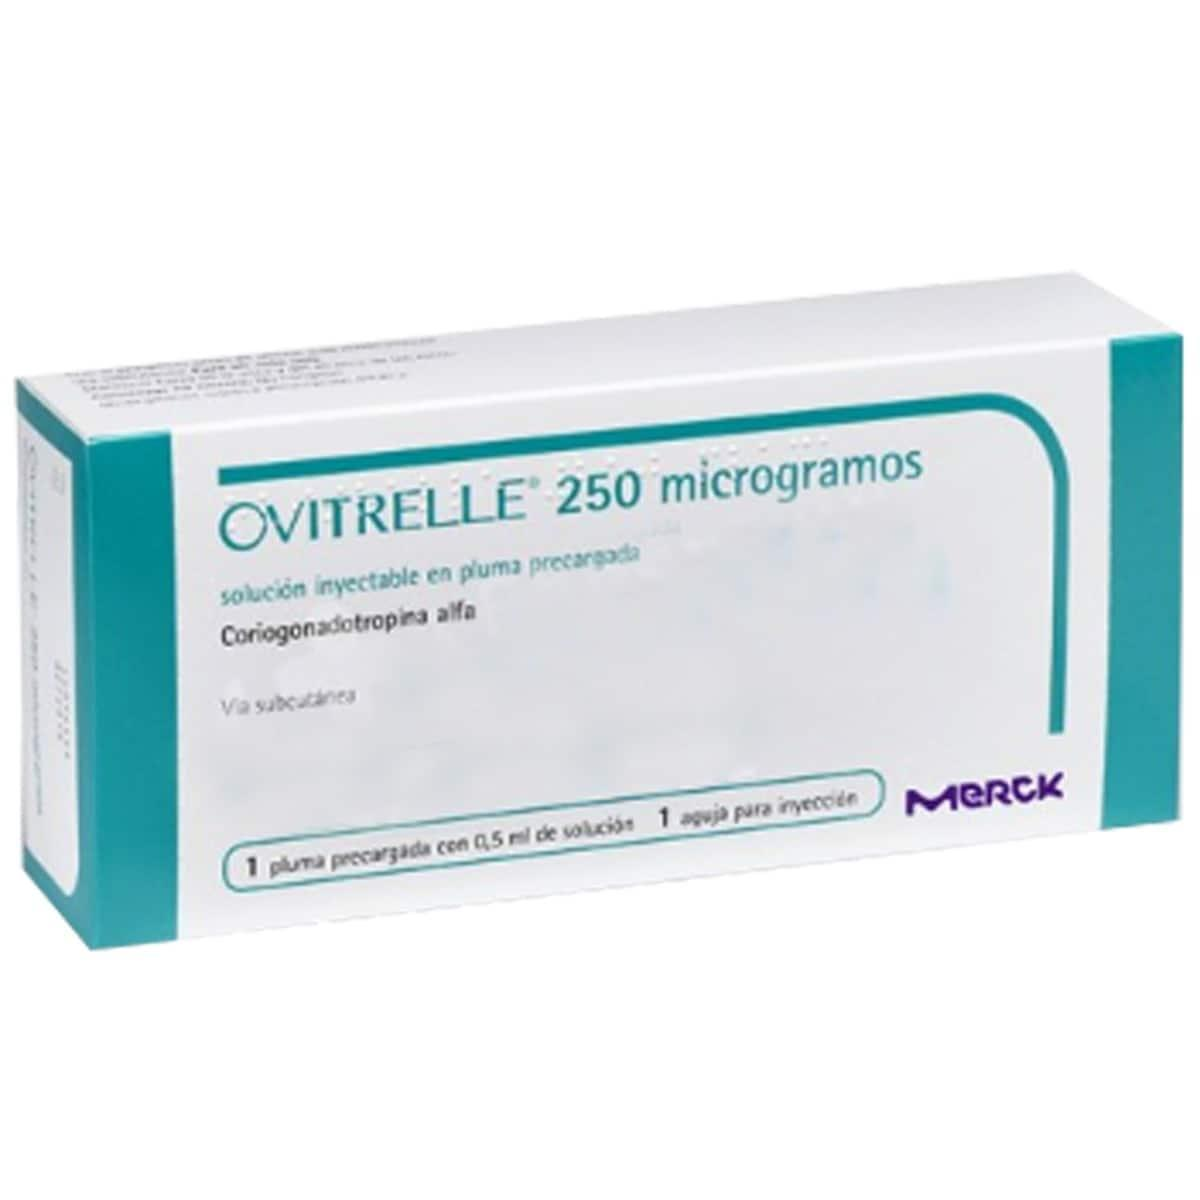 OVITRELLE® 250 microgramos
solución inyectable en pluma precargada
Coriogonadotropina alfa
Vía subcutánea
1 pluma precargada con 0,5 ml de solución 1 aguja para inyección
MERCK